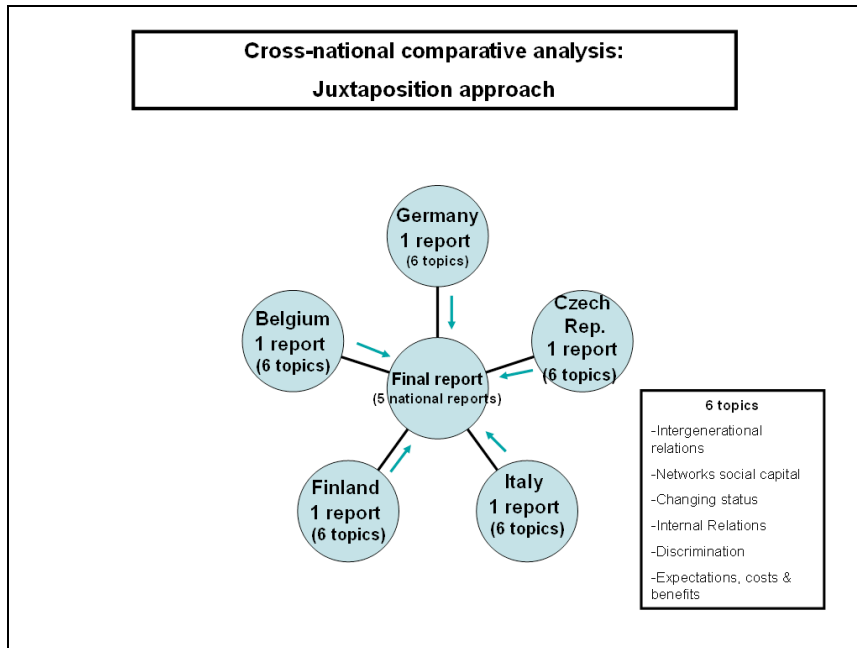 Cross-national comparative analysis:
Juxtaposition approach
Germany
1 report
(6 topics)
Belgium
1 report
(6 topics)
Czech
Rep.
1 report
(6 topics)
Final report
(5 national reports)
Finland
1 report
(6 topics)
Italy
1 report
(6 topics)
6 topics
-Intergenerational
relations
-Networks social capital
-Changing status
-Internal Relations
-Discrimination
-Expectations, costs &
benefits